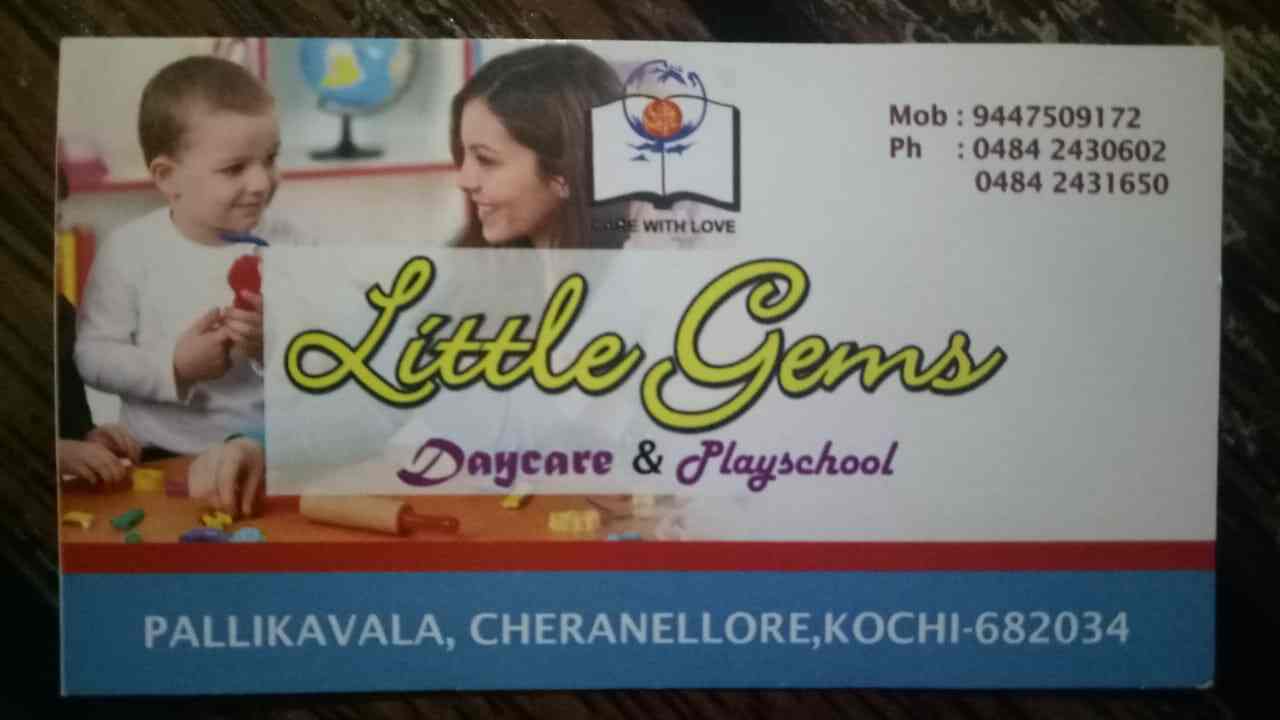 Mob : 9447509172
Ph : 0484 2430602
0484 2431650
CARE WITH LOVE
Little Gems
Daycare & Playschool
PALLIKAVALA, CHERANELLORE,KOCHI-682034